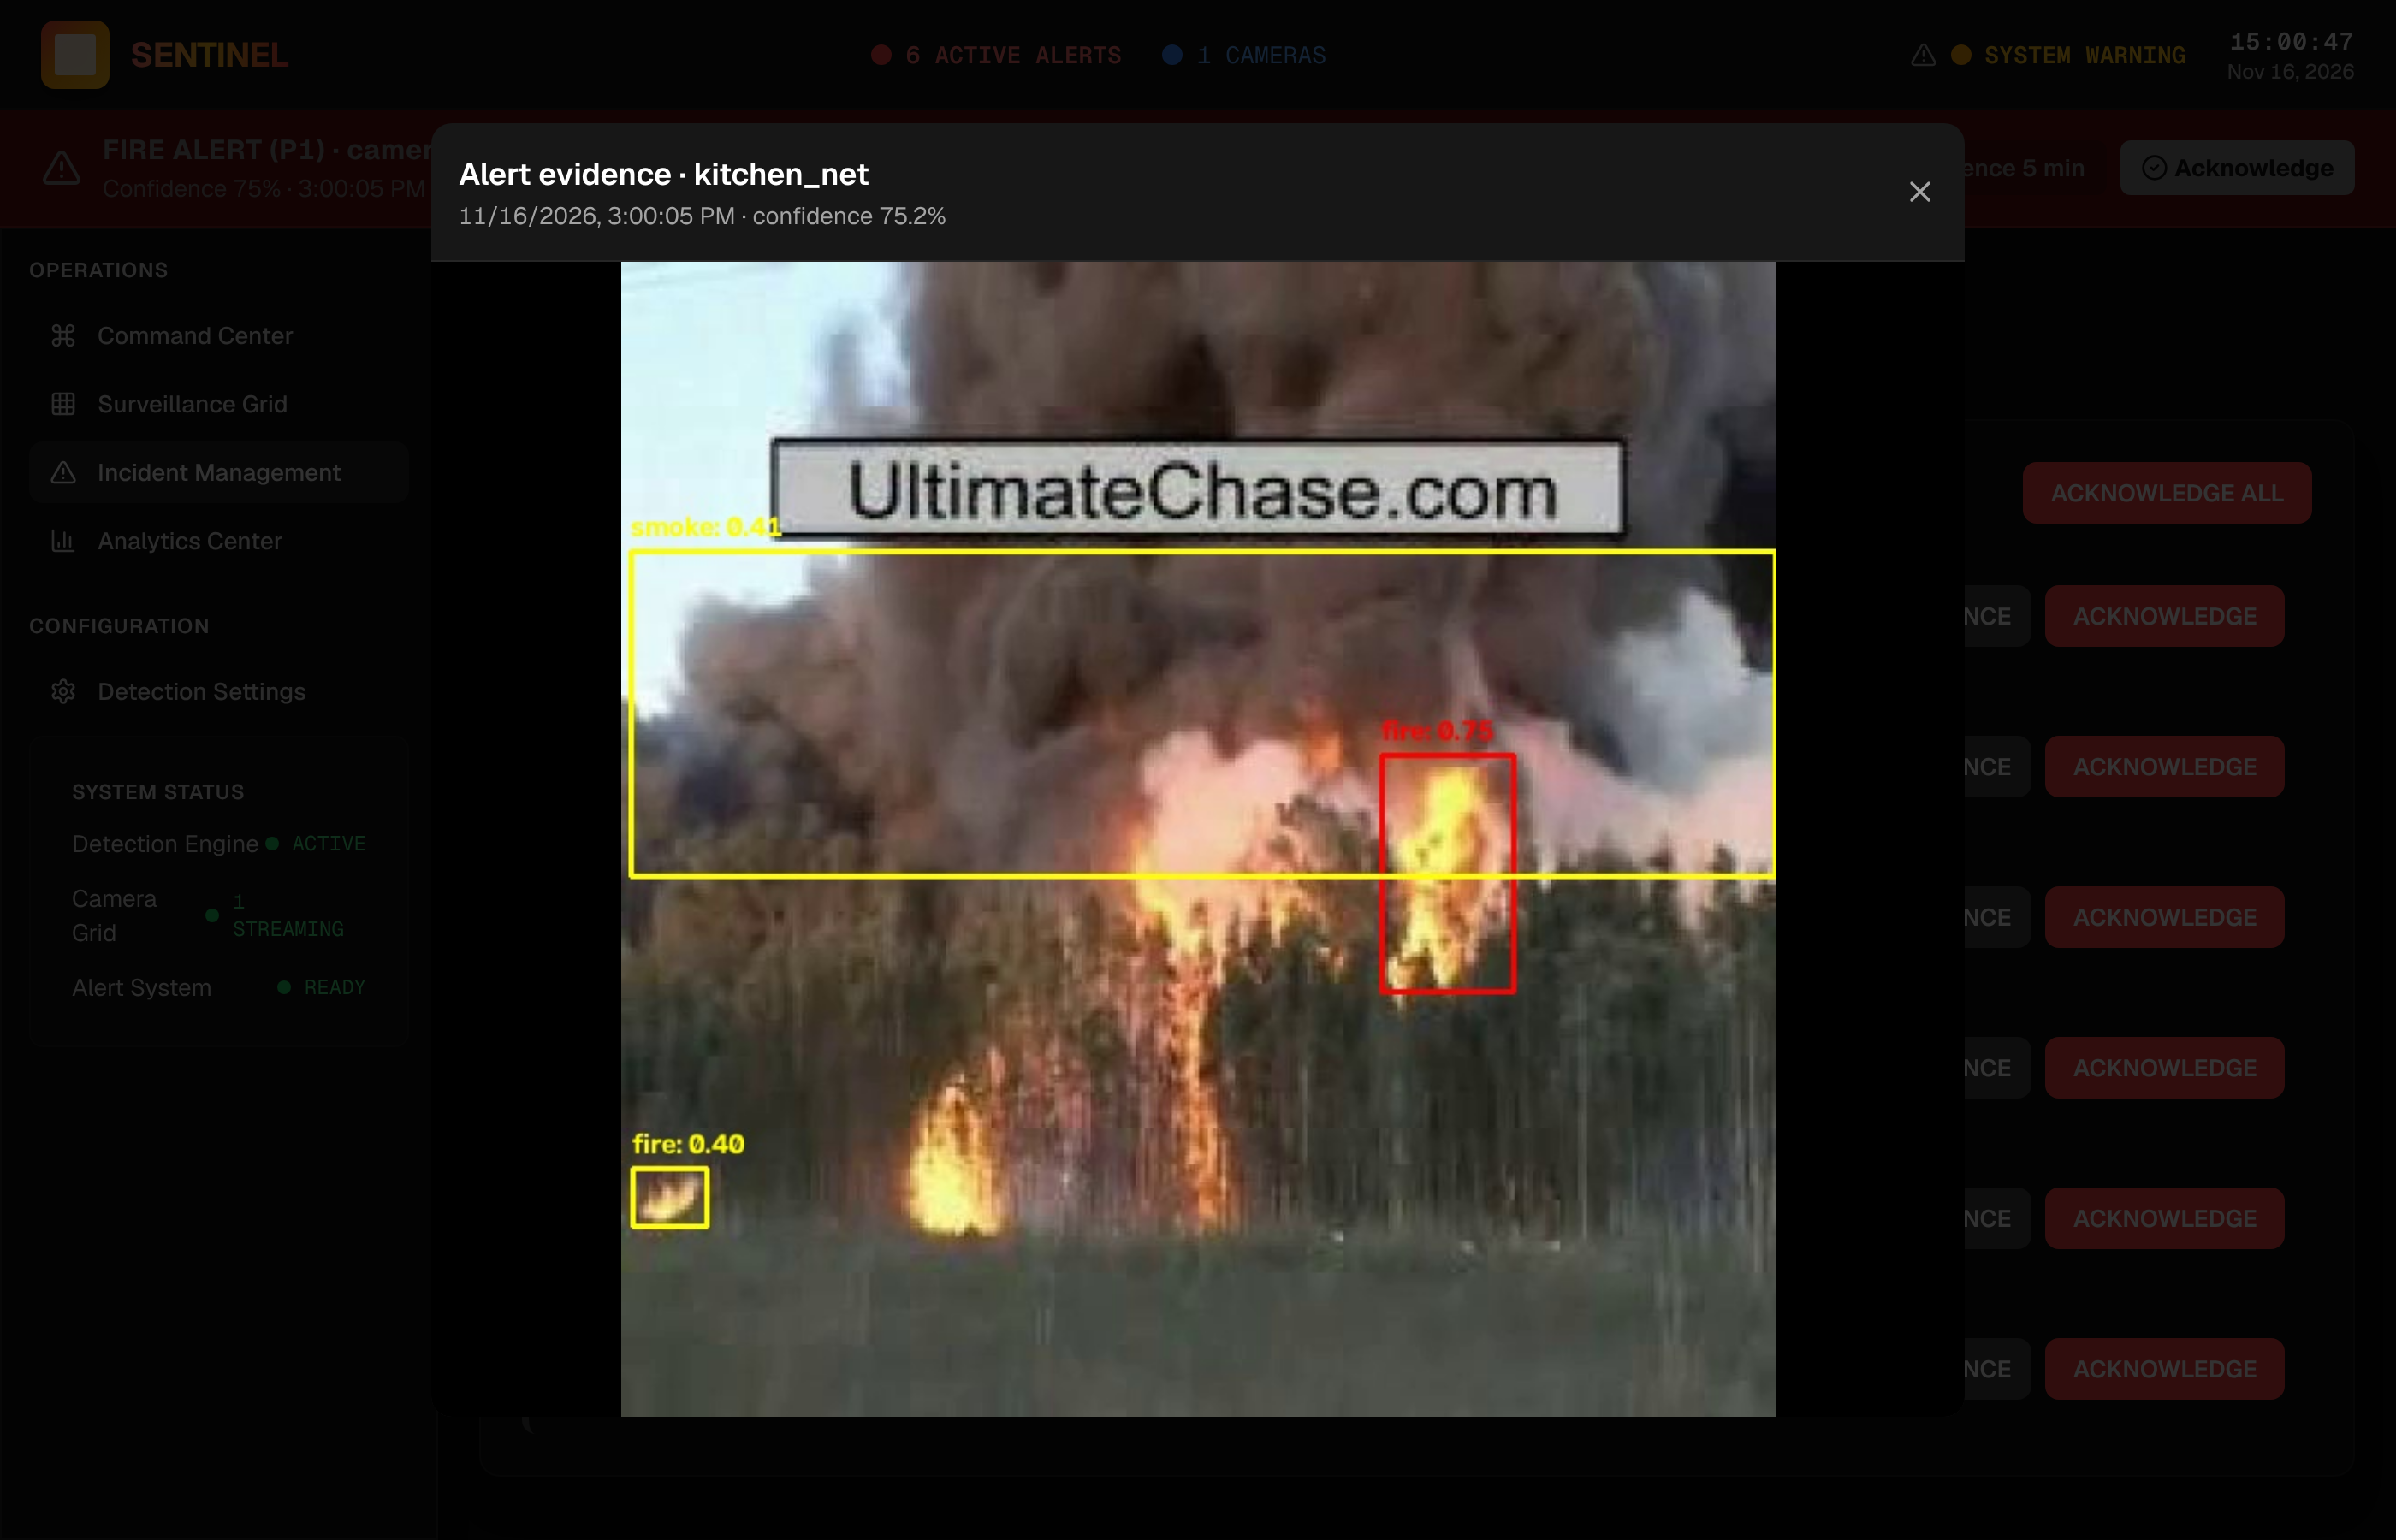 SENTINEL
6 ACTIVE ALERTS
1 CAMERAS
SYSTEM WARNING
15:00:47
Nov 16, 2026
FIRE ALERT (P1) · camer
Confidence 75% · 3:00:05 PM
ence 5 min
Acknowledge
Alert evidence · kitchen_net
11/16/2026, 3:00:05 PM · confidence 75.2%
OPERATIONS
Command Center
Surveillance Grid
Incident Management
Analytics Center
CONFIGURATION
Detection Settings
SYSTEM STATUS
Detection Engine ACTIVE
Camera Grid 1 STREAMING
Alert System READY
UltimateChase.com
smoke: 0.41
fire: 0.75
fire: 0.40
ACKNOWLEDGE ALL
NCE ACKNOWLEDGE
NCE ACKNOWLEDGE
NCE ACKNOWLEDGE
NCE ACKNOWLEDGE
NCE ACKNOWLEDGE
NCE ACKNOWLEDGE